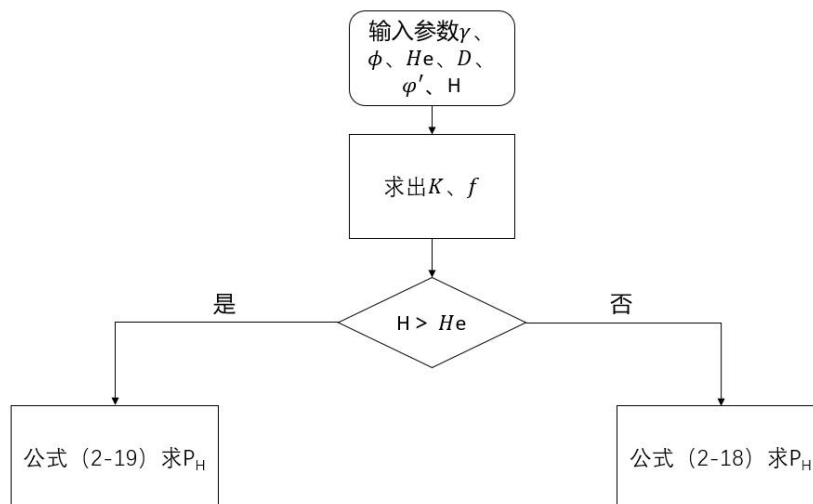 输入参数γ、
ϕ、He、D、
φ′、H
求出K、f
是
否
H > He
公式（2-19）求P_H
公式（2-18）求P_H